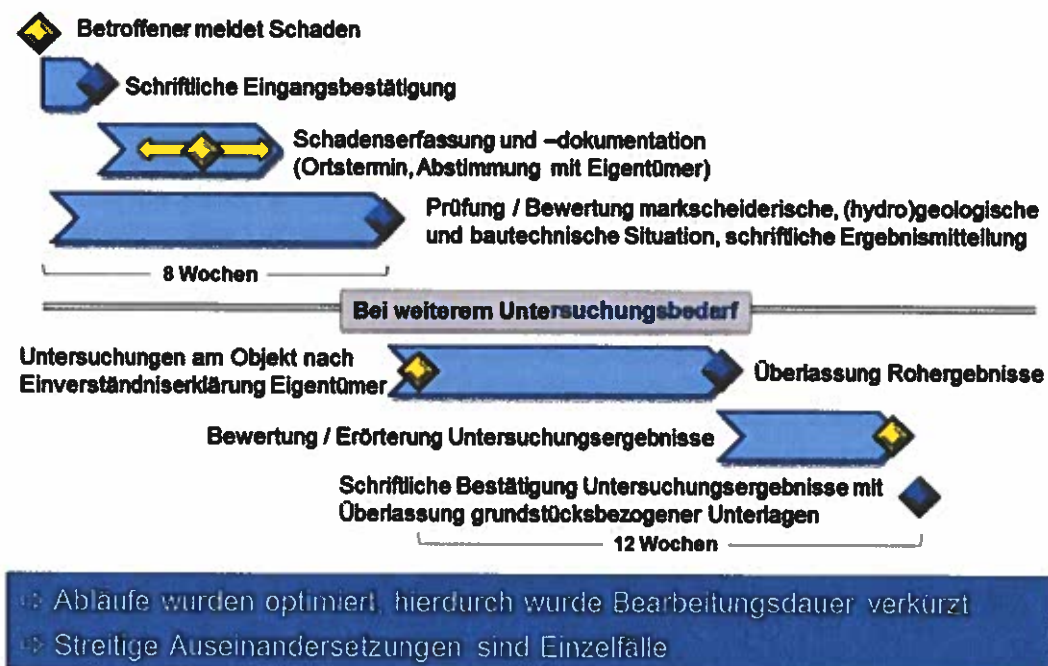 Betroffener meldet Schaden
Schriftliche Eingangsbestätigung
Schadenserfassung und –dokumentation
(Ortstermin, Abstimmung mit Eigentümer)
Prüfung / Bewertung markscheiderische, (hydro)geologische
und bautechnische Situation, schriftliche Ergebnismitteilung
8 Wochen
Bei weiterem Untersuchungsbedarf
Untersuchungen am Objekt nach
Einverständniserklärung Eigentümer
Überlassung Rohergebnisse
Bewertung / Erörterung Untersuchungsergebnisse
Schriftliche Bestätigung Untersuchungsergebnisse mit
Überlassung grundstücksbezogener Unterlagen
12 Wochen
⇨ Abläufe wurden optimiert, hierdurch wurde Bearbeitungsdauer verkürzt
⇨ Streitige Auseinandersetzungen sind Einzelfälle